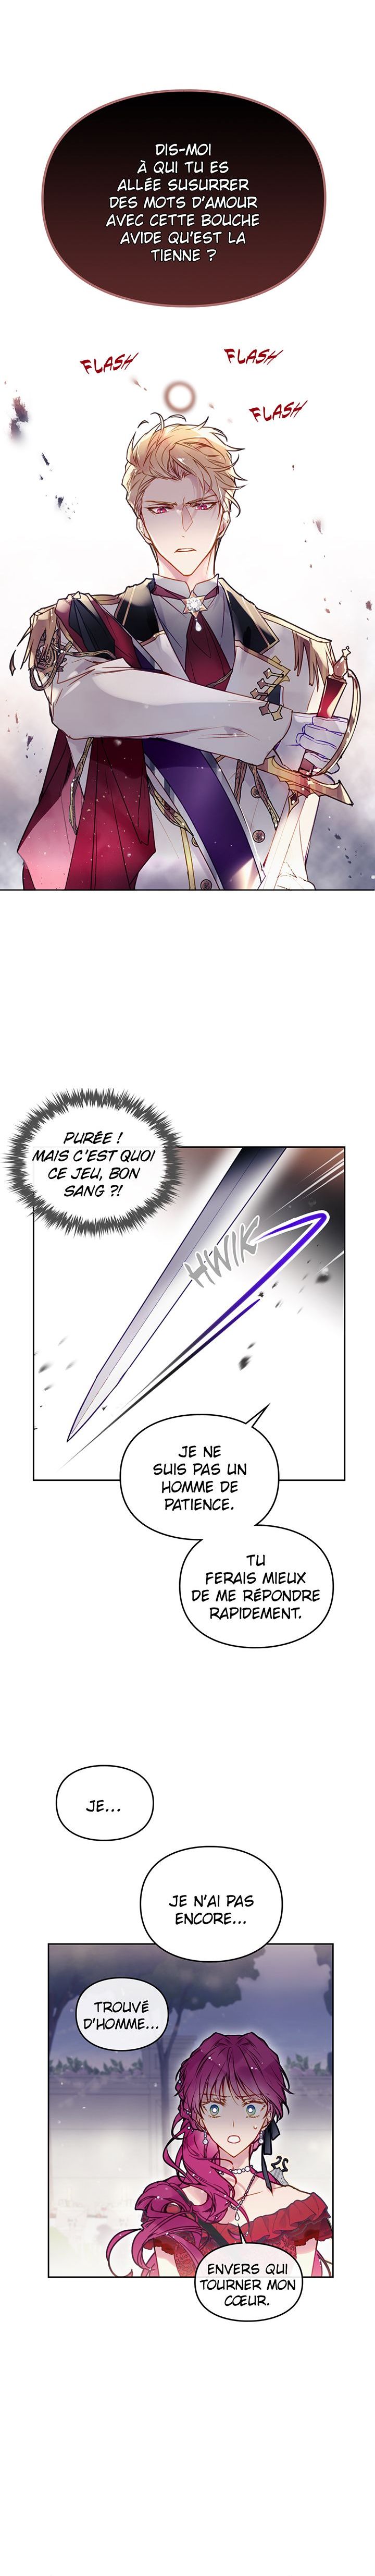 DIS-MOI
À QUI TU ES
ALLÉE SUSURRER
DES MOTS D'AMOUR
AVEC CETTE BOUCHE
AVIDE QU'EST LA
TIENNE ?
FLASH
FLASH
FLASH
PURÉE !
MAIS C'EST QUOI
CE JEU, BON
SANG ?!
HWIK
JE NE
SUIS PAS UN
HOMME DE
PATIENCE.
TU
FERAIS MIEUX
DE ME RÉPONDRE
RAPIDEMENT.
JE...
JE N'AI PAS
ENCORE...
TROUVÉ
D'HOMME...
ENVERS QUI
TOURNER MON
CŒUR.